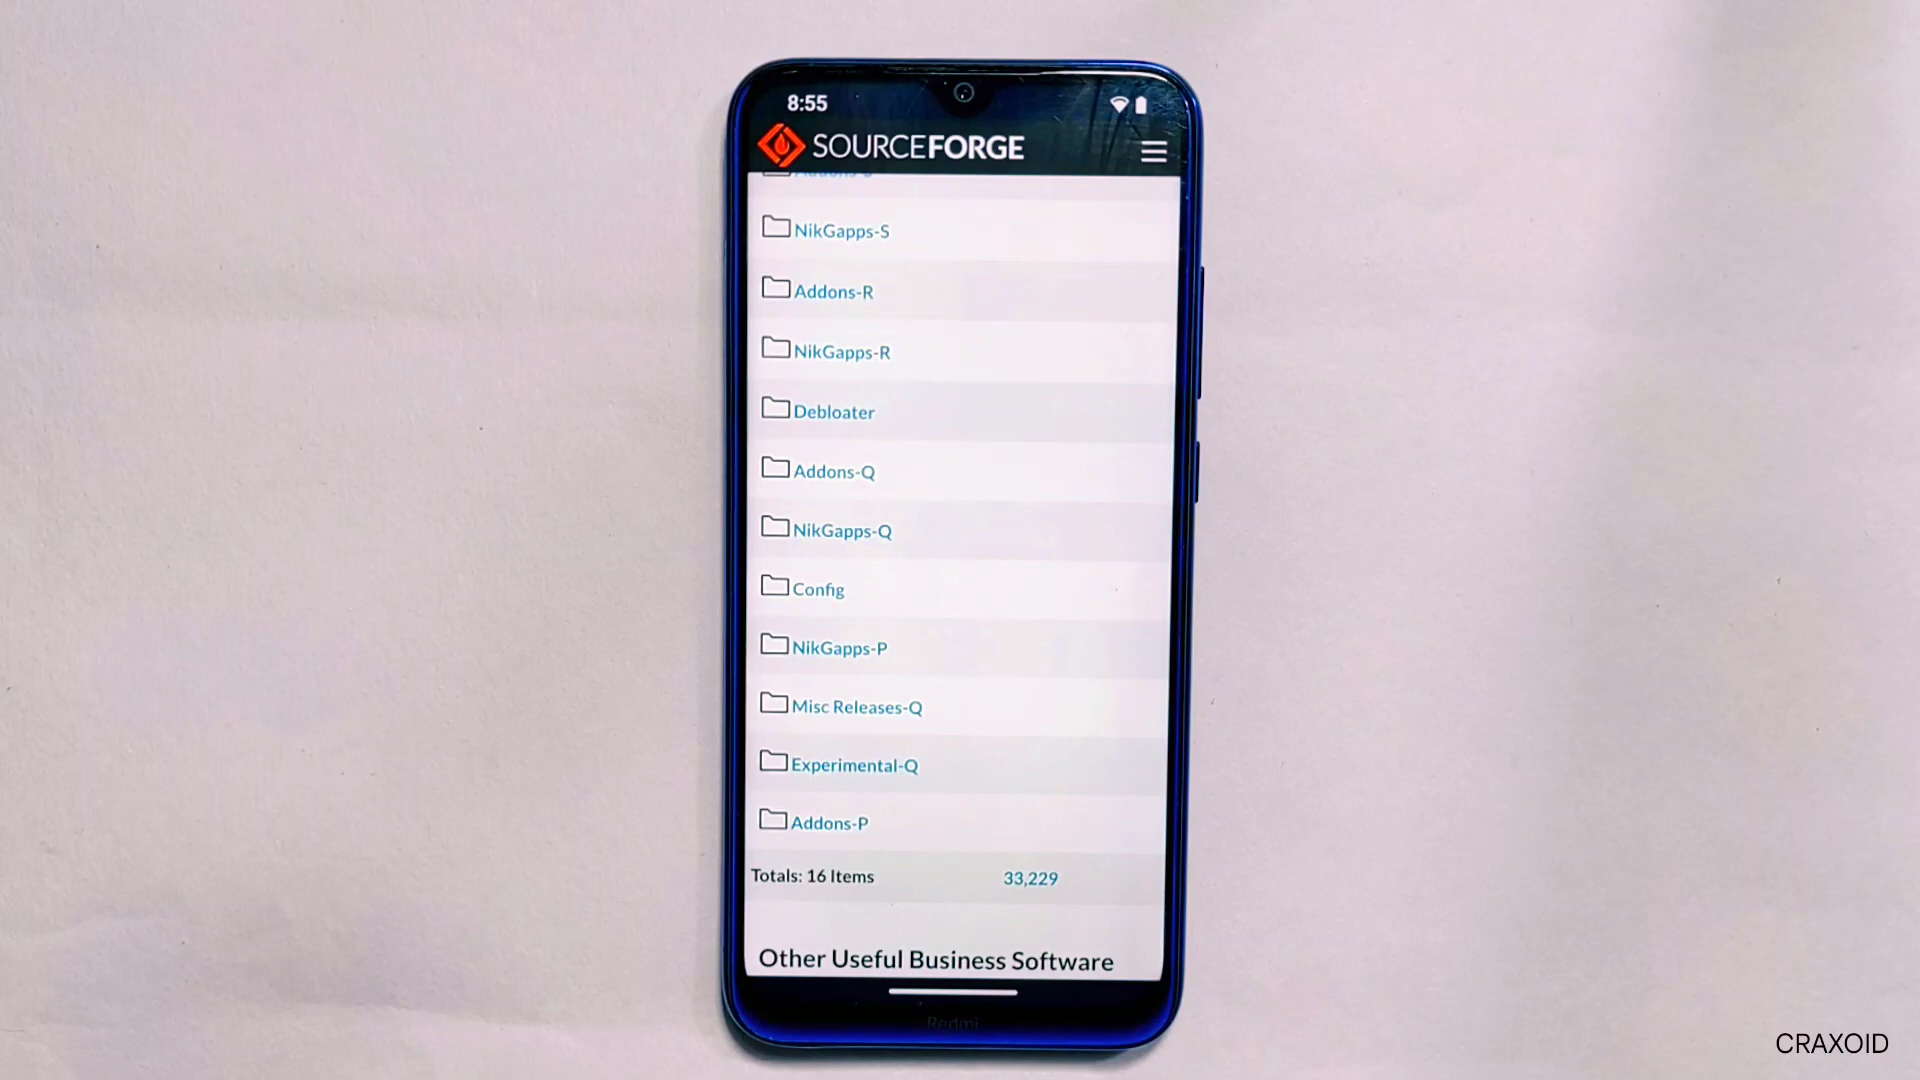 8:55
SOURCEFORGE
NikGapps-S
Addons-R
NikGapps-R
Debloater
Addons-Q
NikGapps-Q
Config
NikGapps-P
Misc Releases-Q
Experimental-Q
Addons-P
Totals: 16 Items 33,229
Other Useful Business Software
Redmi
CRAXOID